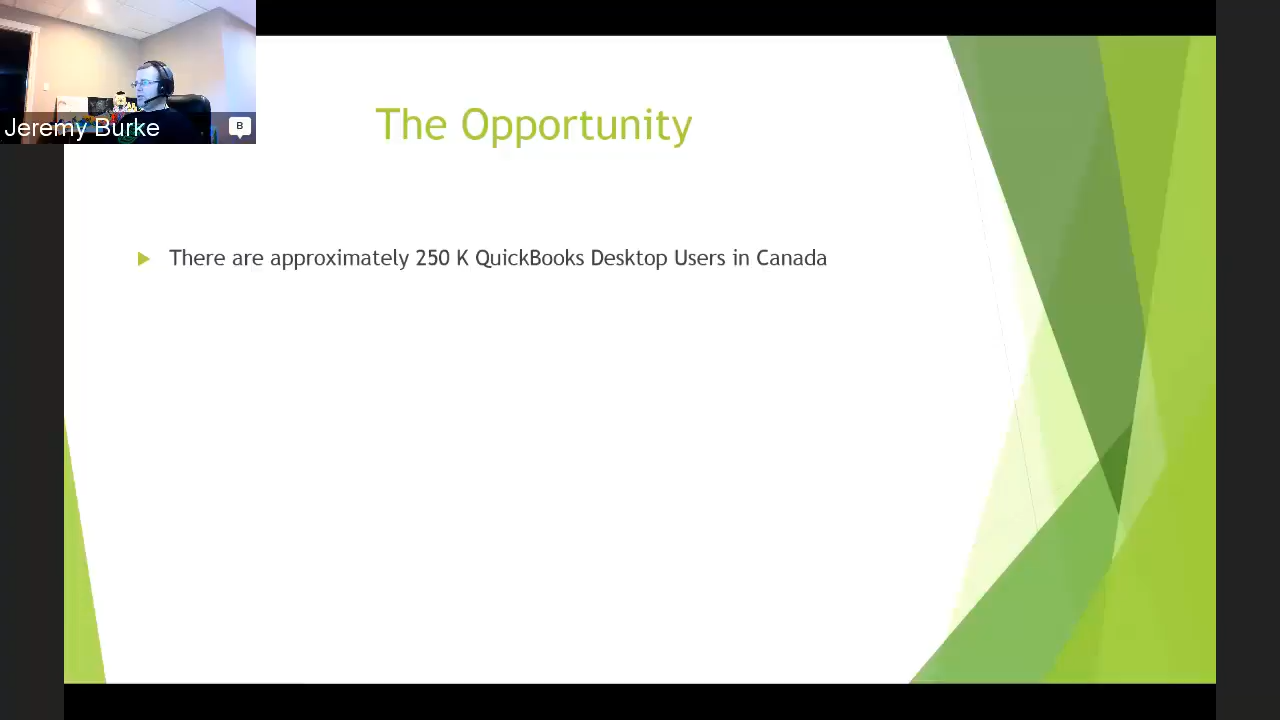 Jeremy Burke
B
The Opportunity
There are approximately 250 K QuickBooks Desktop Users in Canada